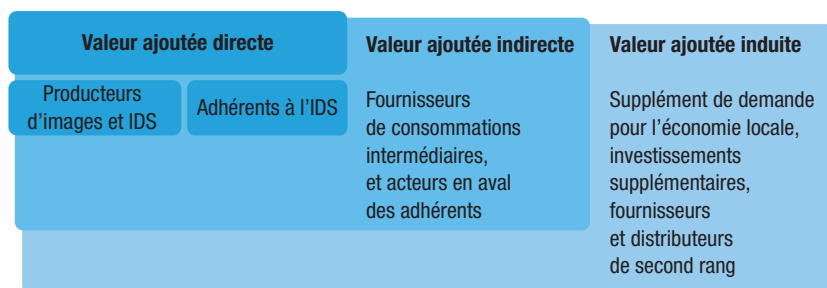 Valeur ajoutée directe
Producteurs
d’images et IDS
Adhérents à l’IDS
Valeur ajoutée indirecte
Fournisseurs
de consommations
intermédiaires,
et acteurs en aval
des adhérents
Valeur ajoutée induite
Supplément de demande
pour l’économie locale,
investissements
supplémentaires,
fournisseurs
et distributeurs
de second rang